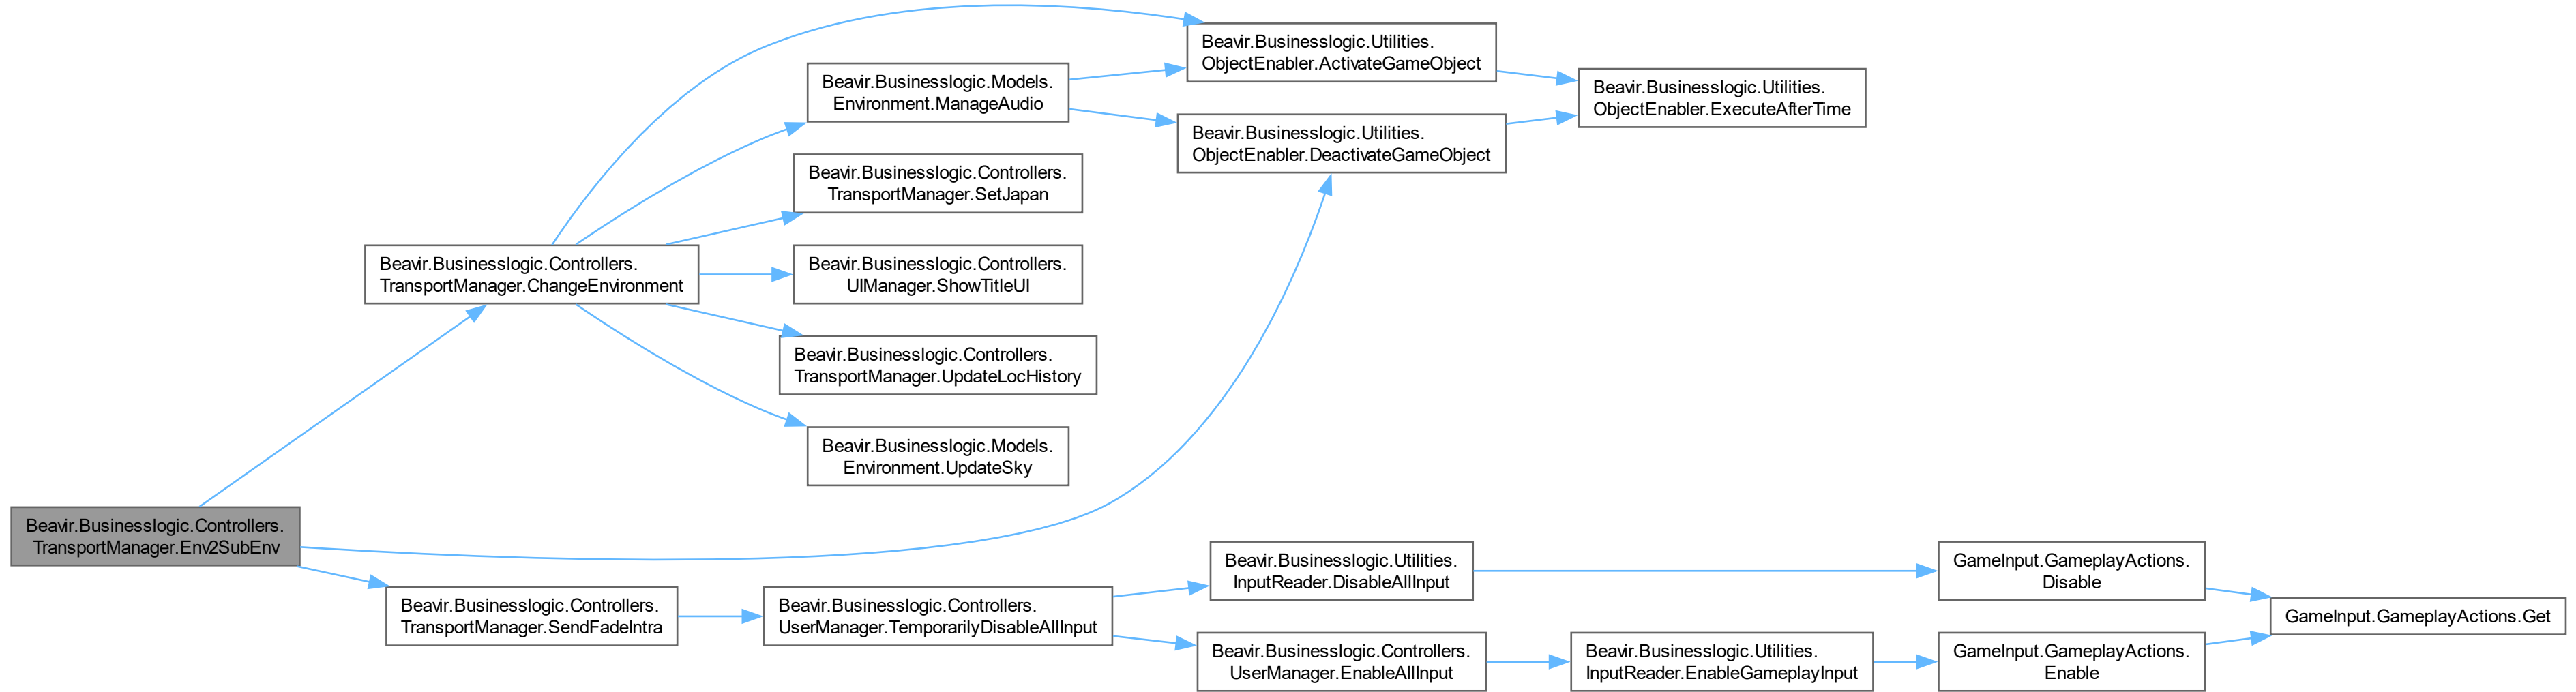 Beavir.Businesslogic.Utilities.
ObjectEnabler.ActivateGameObject
Beavir.Businesslogic.Models.
Environment.ManageAudio
Beavir.Businesslogic.Utilities.
ObjectEnabler.ExecuteAfterTime
Beavir.Businesslogic.Utilities.
ObjectEnabler.DeactivateGameObject
Beavir.Businesslogic.Controllers.
TransportManager.SetJapan
Beavir.Businesslogic.Controllers.
TransportManager.ChangeEnvironment
Beavir.Businesslogic.Controllers.
UIManager.ShowTitleUI
Beavir.Businesslogic.Controllers.
TransportManager.UpdateLocHistory
Beavir.Businesslogic.Models.
Environment.UpdateSky
Beavir.Businesslogic.Controllers.
TransportManager.Env2SubEnv
Beavir.Businesslogic.Controllers.
TransportManager.SendFadeIntra
Beavir.Businesslogic.Controllers.
UserManager.TemporarilyDisableAllInput
Beavir.Businesslogic.Utilities.
InputReader.DisableAllInput
GameInput.GameplayActions.
Disable
GameInput.GameplayActions.Get
Beavir.Businesslogic.Controllers.
UserManager.EnableAllInput
Beavir.Businesslogic.Utilities.
InputReader.EnableGameplayInput
GameInput.GameplayActions.
Enable